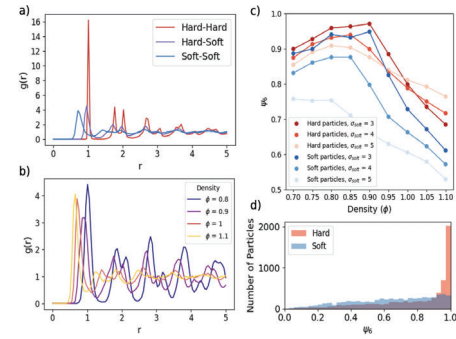 a)
16
14
12
10
8
6
4
2
0
g(r)
Hard-Hard
Hard-Soft
Soft-Soft
0 1 2 3 4 5
r
b)
4
3
2
1
0
g(r)
Density
ϕ = 0.8
ϕ = 0.9
ϕ = 1
ϕ = 1.1
0 1 2 3 4 5
r
c)
1.0
0.9
0.8
0.7
0.6
0.5
ψ6
Hard particles, σsoft = 3
Hard particles, σsoft = 4
Hard particles, σsoft = 5
Soft particles, σsoft = 3
Soft particles, σsoft = 4
Soft particles, σsoft = 5
0.70 0.75 0.80 0.85 0.90 0.95 1.00 1.05 1.10
Density (ϕ)
d)
2000
1000
0
Number of Particles
Hard
Soft
0.0 0.2 0.4 0.6 0.8 1.0
ψ6